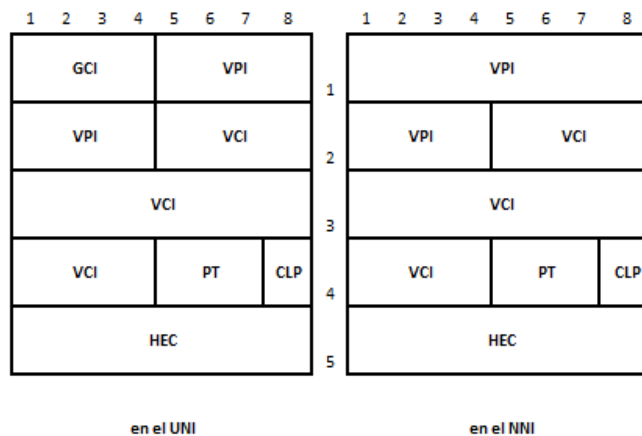 1 2 3 4 5 6 7 8 1 2 3 4 5 6 7 8
GCI VPI 1 VPI
VPI VCI 2 VPI VCI
VCI 3 VCI
VCI PT CLP 4 VCI PT CLP
HEC 5 HEC
en el UNI en el NNI